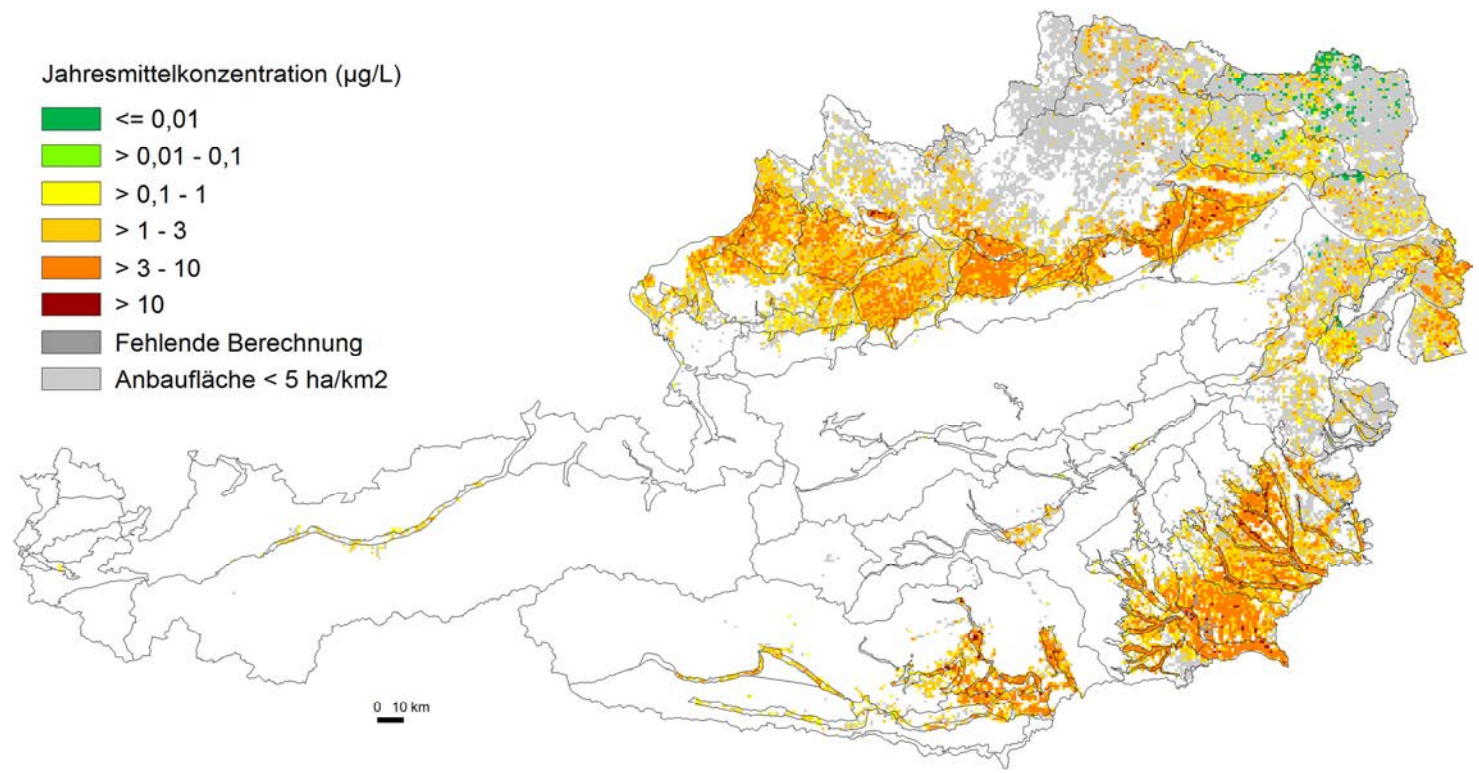 Jahresmittelkonzentration (µg/L)
<= 0,01
> 0,01 - 0,1
> 0,1 - 1
> 1 - 3
> 3 - 10
> 10
Fehlende Berechnung
Anbaufläche < 5 ha/km2
0 10 km